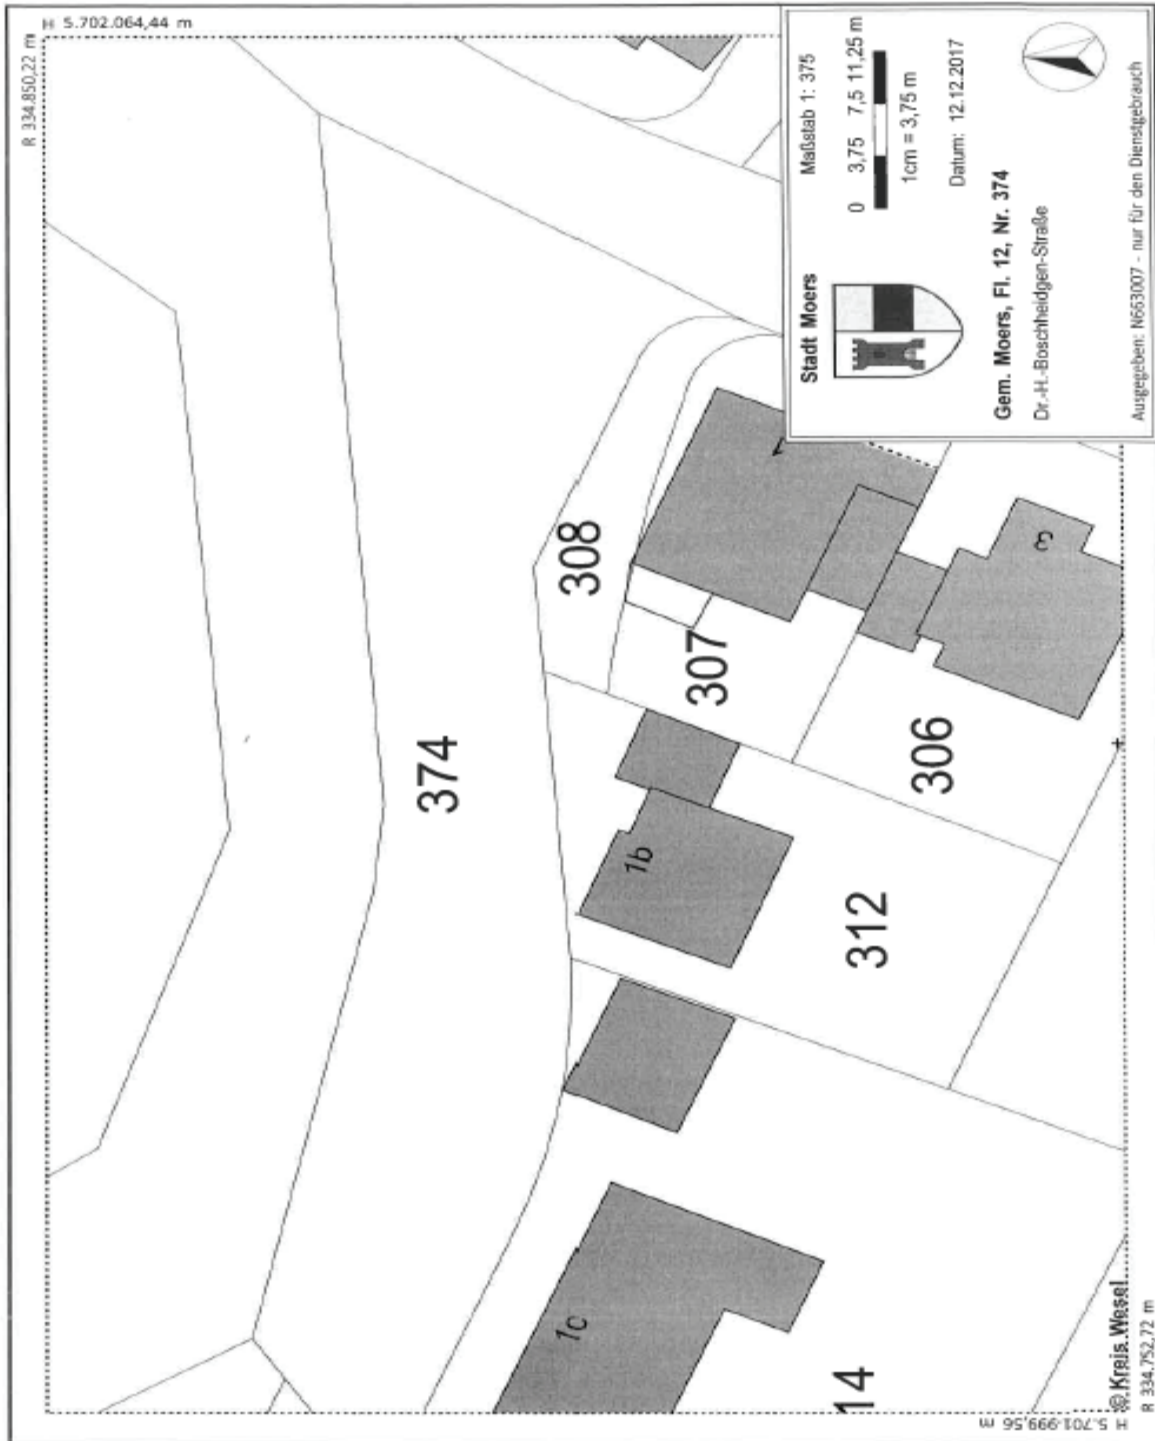 H 5.702.064,44 m
R 334.850,22 m
Stadt Moers
Maßstab 1: 375
0 3,75 7,5 11,25 m
1cm = 3,75 m
Datum: 12.12.2017
Gem. Moers, Fl. 12, Nr. 374
Dr.-H.-Boschheidgen-Straße
Ausgegeben: N663007 - nur für den Dienstgebrauch
374
308
307
306
312
14
1
3
1b
1c
© Kreis Wesel
R 334.752,72 m
H 5.701.999,56 m